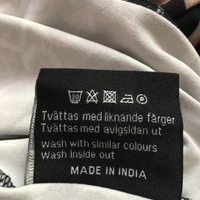 Tvättas med liknande färger
Tvättas med avigsidan ut
Wash with similar colours
Wash inside out
MADE IN INDIA